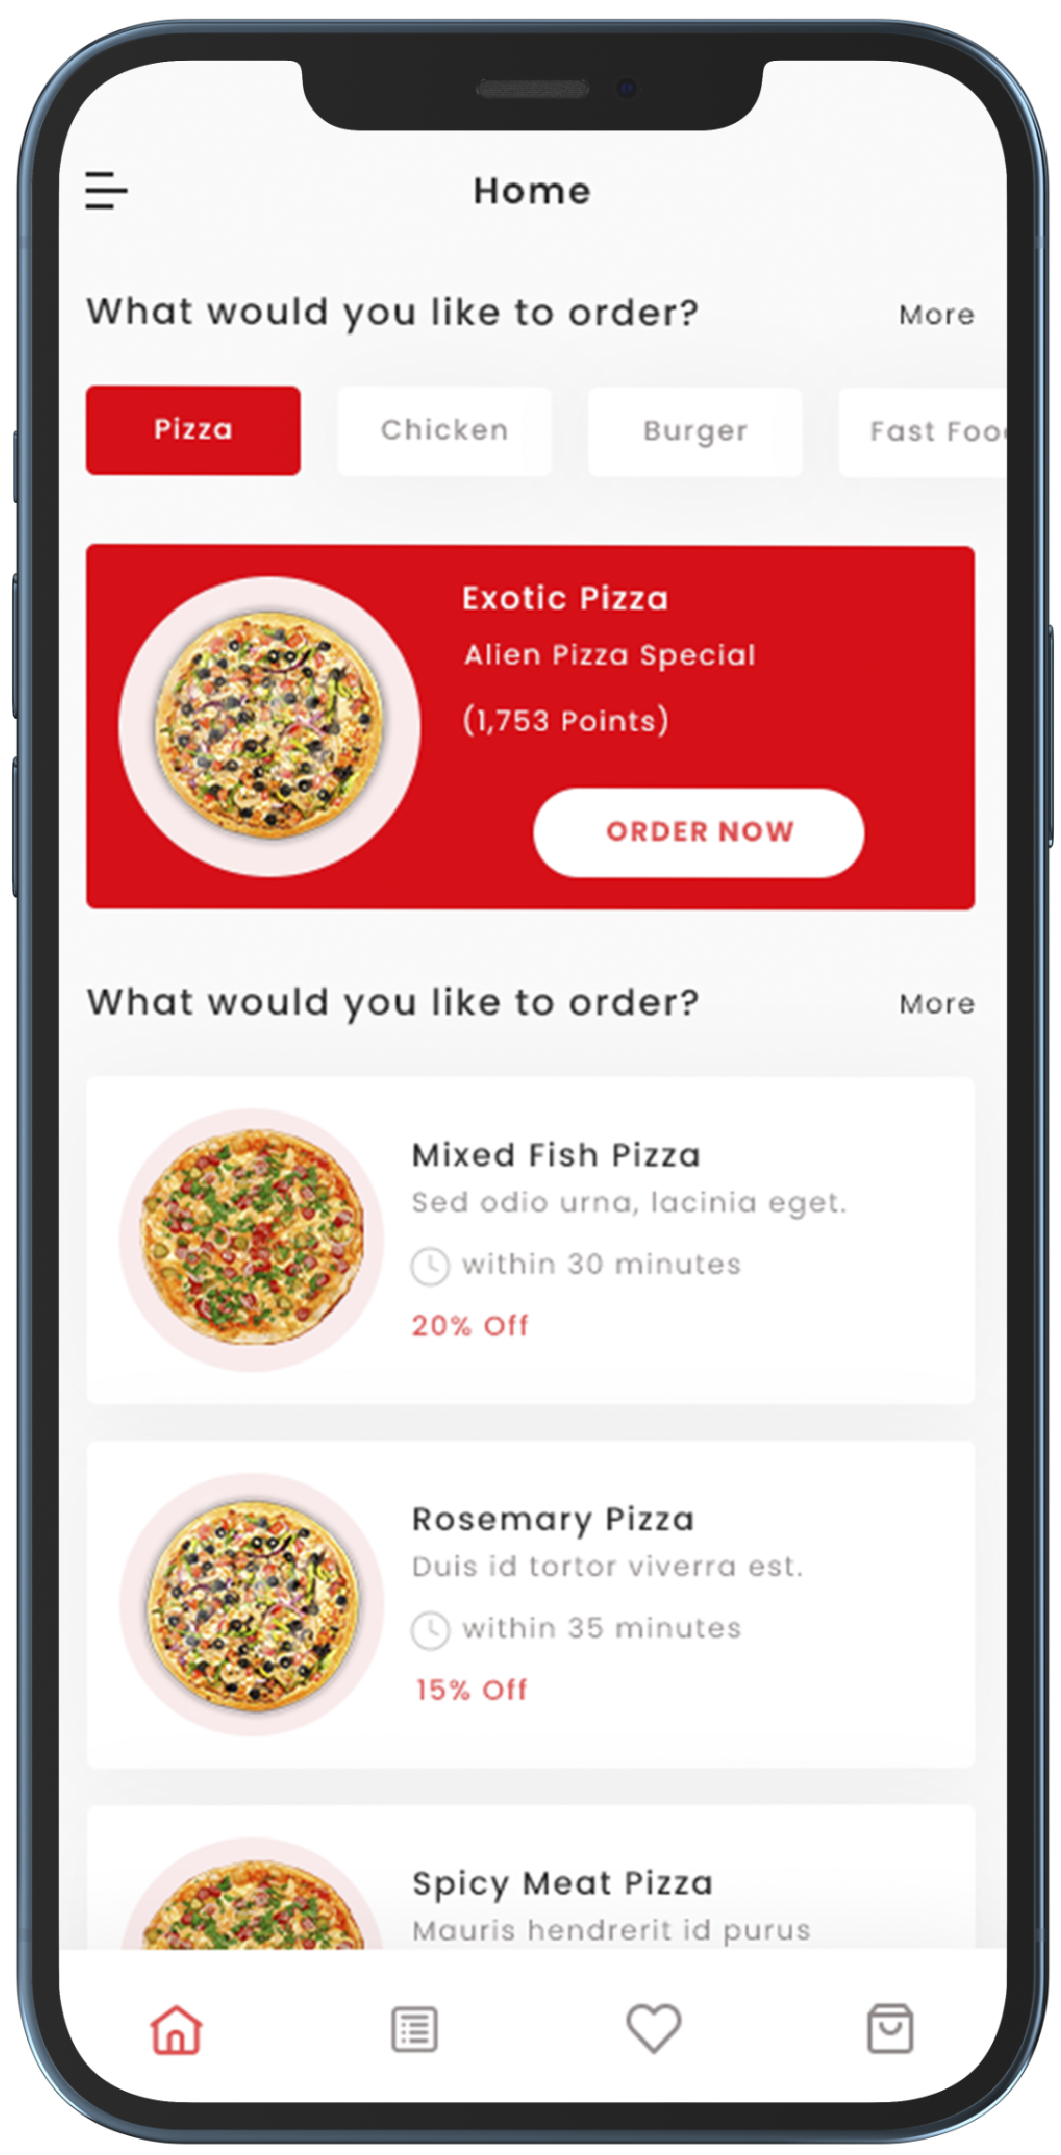 Home
What would you like to order? More
Pizza Chicken Burger Fast
Exotic Pizza
Alien Pizza Special
(1,753 Points)
ORDER NOW
What would you like to order? More
Mixed Fish Pizza
Sed odio urna, lacinia eget.
within 30 minutes
20% Off
Rosemary Pizza
Duis id tortor viverra est.
within 35 minutes
15% Off
Spicy Meat Pizza
Mauris hendrerit id purus